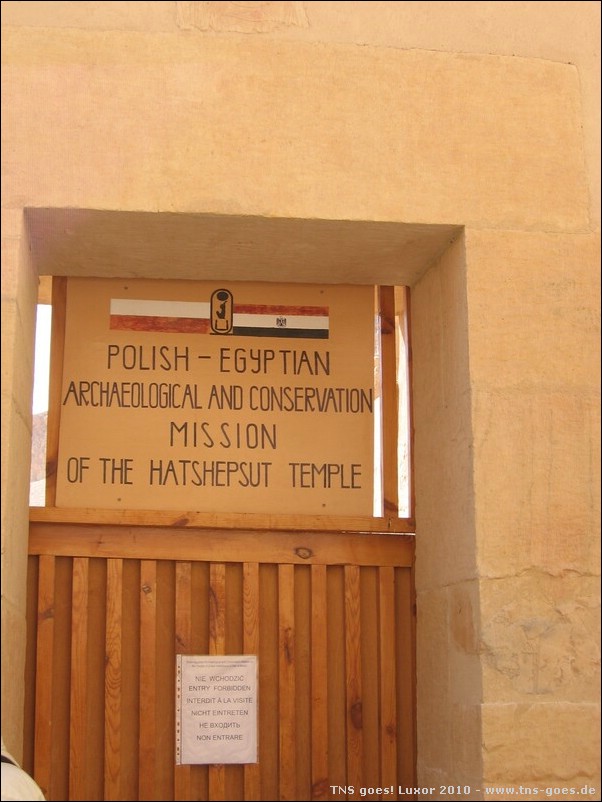 POLISH - EGYPTIAN
ARCHAEOLOGICAL AND CONSERVATION
MISSION
OF THE HATSHEPSUT TEMPLE
NIE WCHODZIC
ENTRY FORBIDDEN
INTERDIT À LA VISITE
NICHT EINTRETEN
НЕ ВХОДИТЬ
NON ENTRARE
TNS goes! Luxor 2010 - www.tns-goes.de